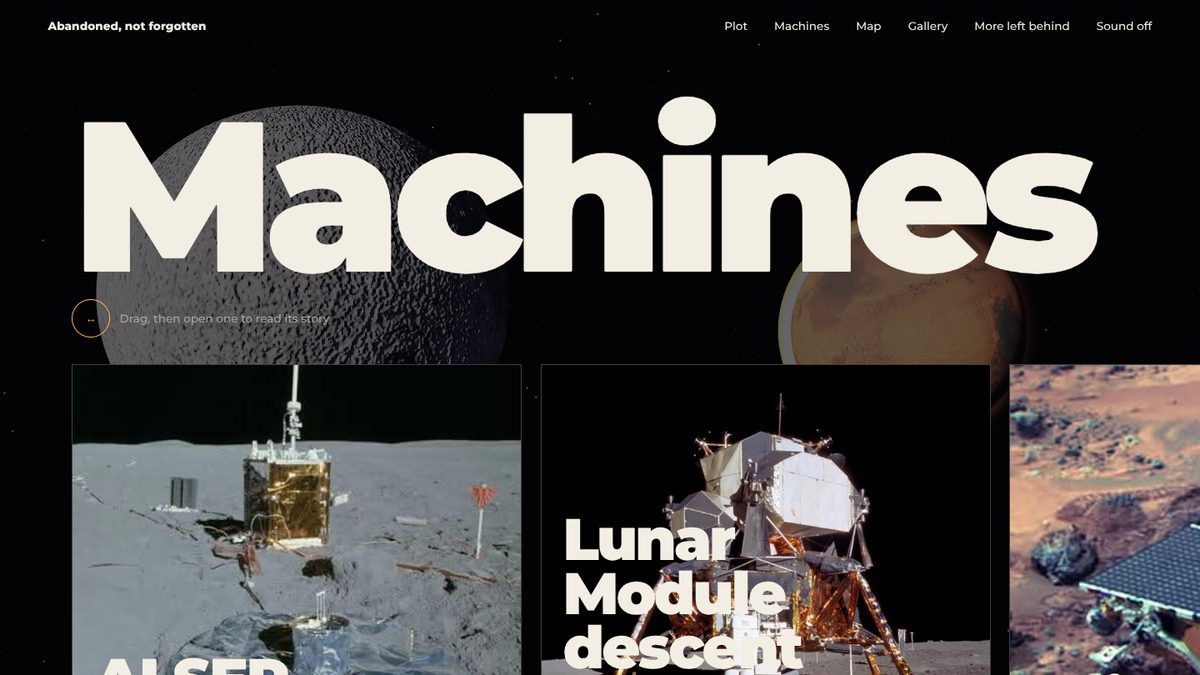 Abandoned, not forgotten
Plot Machines Map Gallery More left behind Sound off
Machines
Drag, then open one to read its story
ALSEP
Lunar
Module
descent